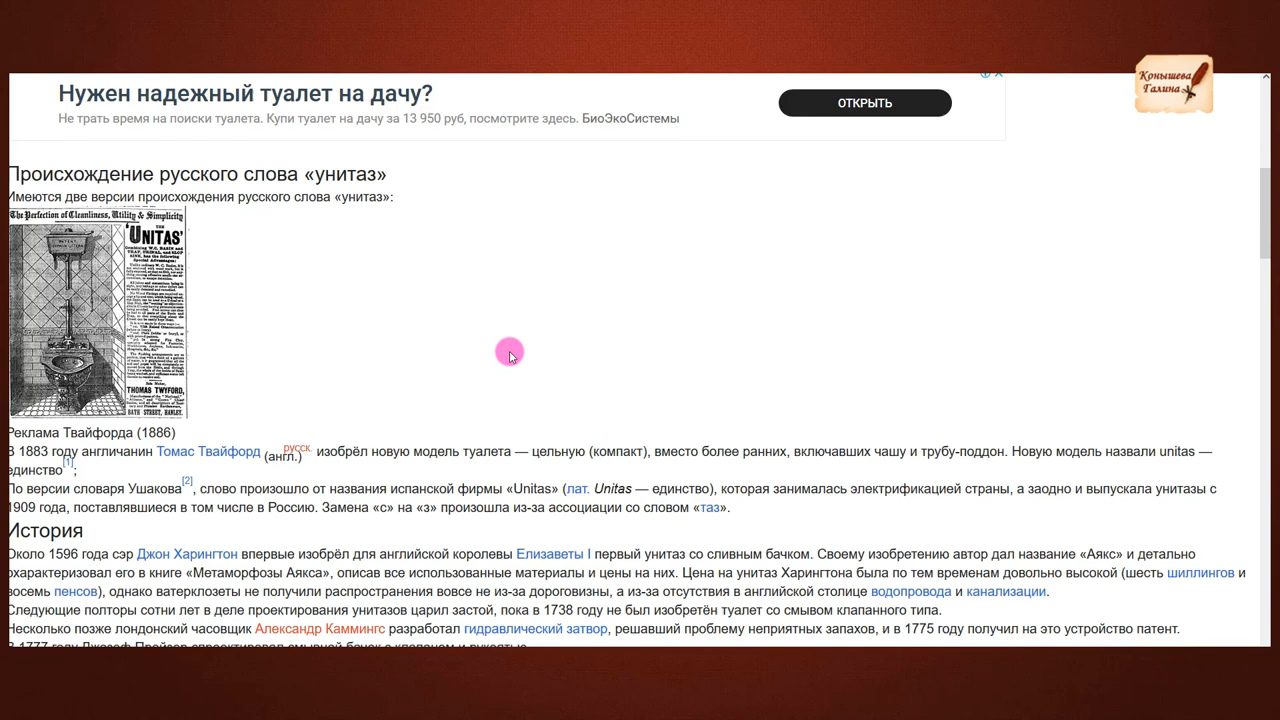 Нужен надежный туалет на дачу?
Не трать время на поиски туалета. Купи туалет на дачу за 13 950 руб, посмотрите здесь. БиоЭкоСистемы
ОТКРЫТЬ
Конышева
Галина
Происхождение русского слова «унитаз»
Имеются две версии происхождения русского слова «унитаз»:
The Perfection of Cleanliness, Utility & Simplicity
THE
'UNITAS'
THOMAS TWYFORD,
BATH STREET, HANLEY.
Реклама Твайфорда (1886)
В 1883 году англичанин Томас Твайфорд (англ.) русск. изобрёл новую модель туалета — цельную (компакт), вместо более ранних, включавших чашу и трубу-поддон. Новую модель назвали unitas —
единство[1];
По версии словаря Ушакова[2], слово произошло от названия испанской фирмы «Unitas» (лат. Unitas — единство), которая занималась электрификацией страны, а заодно и выпускала унитазы с
1909 года, поставлявшиеся в том числе в Россию. Замена «с» на «з» произошла из-за ассоциации со словом «таз».
История
Около 1596 года сэр Джон Харингтон впервые изобрёл для английской королевы Елизаветы I первый унитаз со сливным бачком. Своему изобретению автор дал название «Аякс» и детально
охарактеризовал его в книге «Метаморфозы Аякса», описав все использованные материалы и цены на них. Цена на унитаз Харингтона была по тем временам довольно высокой (шесть шиллингов и
восемь пенсов), однако ватерклозеты не получили распространения вовсе не из-за дороговизны, а из-за отсутствия в английской столице водопровода и канализации.
Следующие полторы сотни лет в деле проектирования унитазов царил застой, пока в 1738 году не был изобретён туалет со смывом клапанного типа.
Несколько позже лондонский часовщик Александр Каммингс разработал гидравлический затвор, решавший проблему неприятных запахов, и в 1775 году получил на это устройство патент.